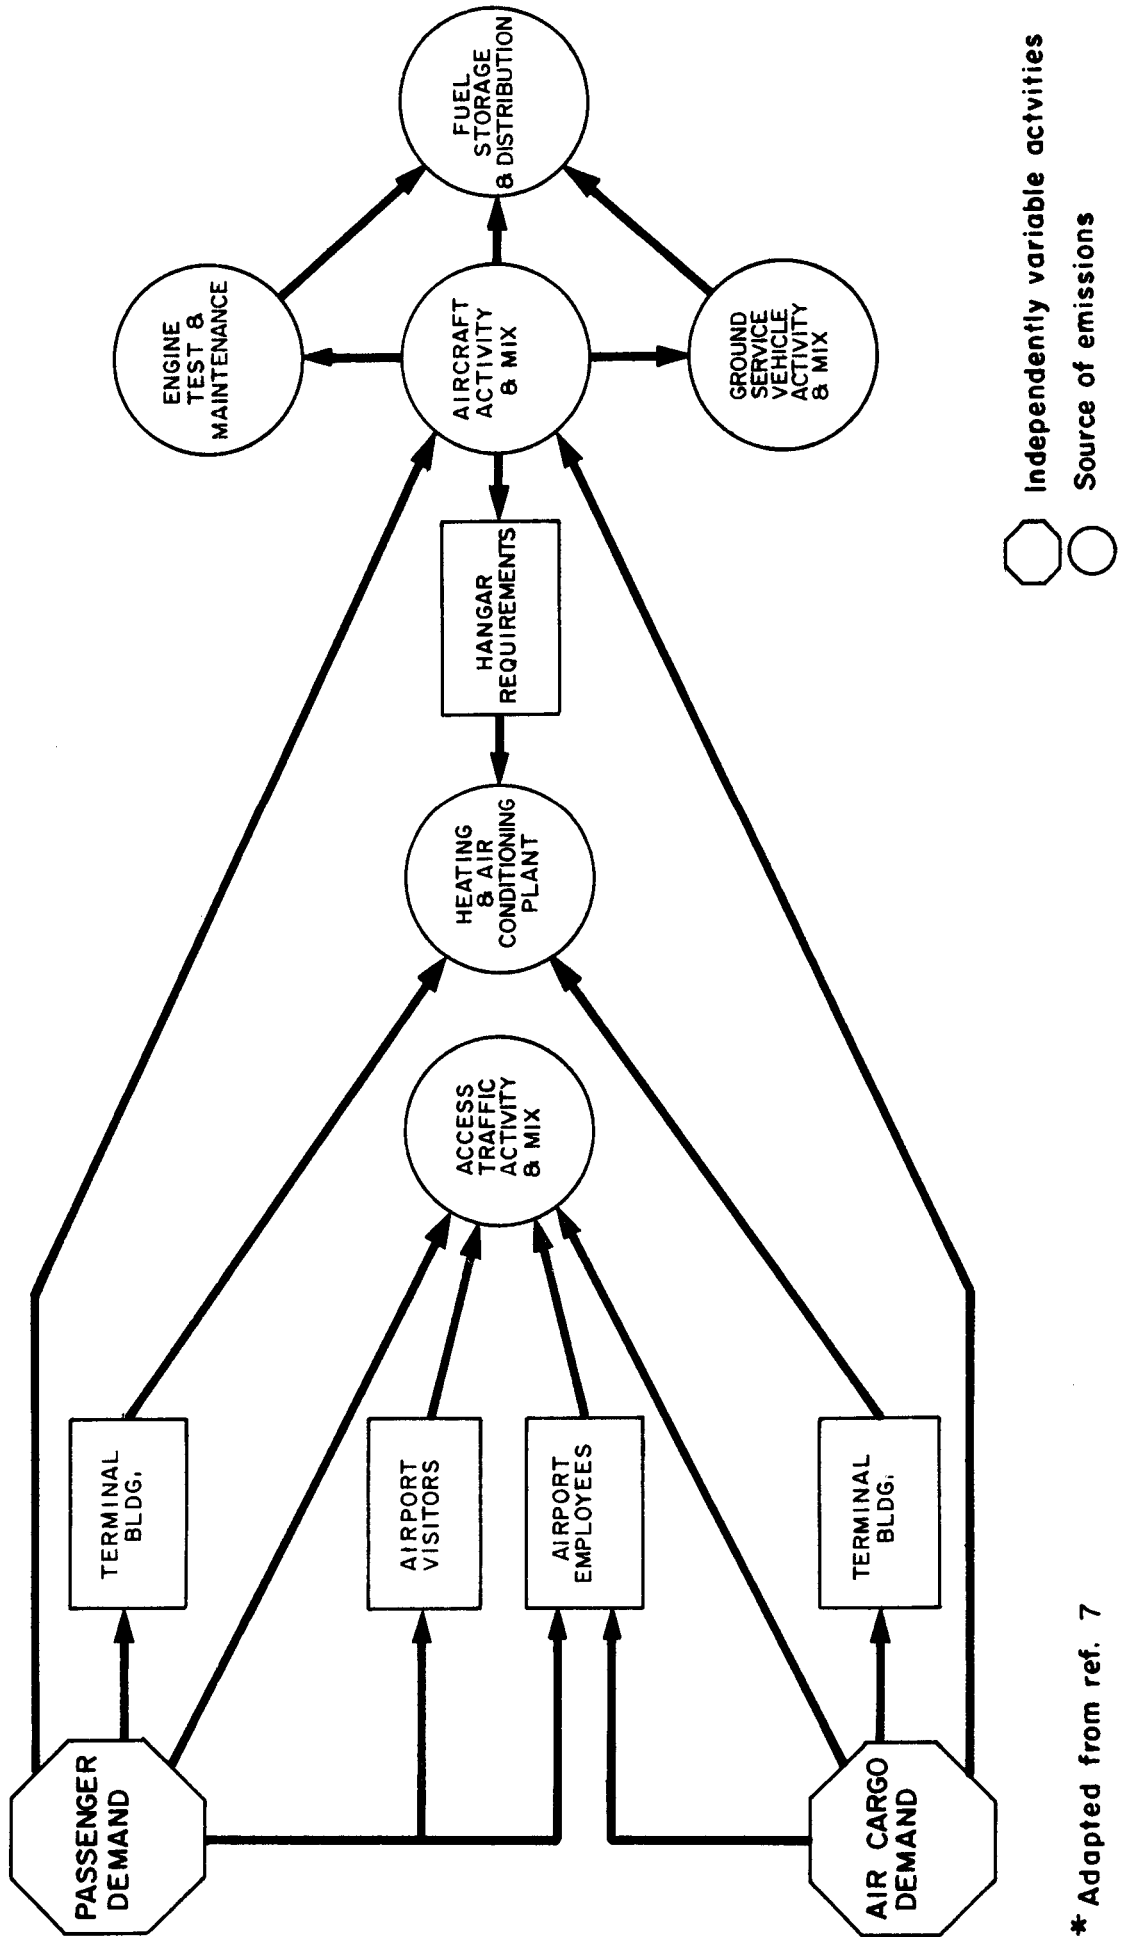 PASSENGER
DEMAND
TERMINAL
BLDG.
AIRPORT
VISITORS
AIRPORT
EMPLOYEES
TERMINAL
BLDG.
AIR CARGO
DEMAND
ACCESS
TRAFFIC
ACTIVITY
& MIX
HEATING
& AIR
CONDITIONING
PLANT
HANGAR
REQUIREMENTS
ENGINE
TEST &
MAINTENANCE
AIRCRAFT
ACTIVITY
& MIX
GROUND
SERVICE
VEHICLE
ACTIVITY
& MIX
FUEL
STORAGE
& DISTRIBUTION
Independently variable actvities
Source of emissions
* Adapted from ref. 7